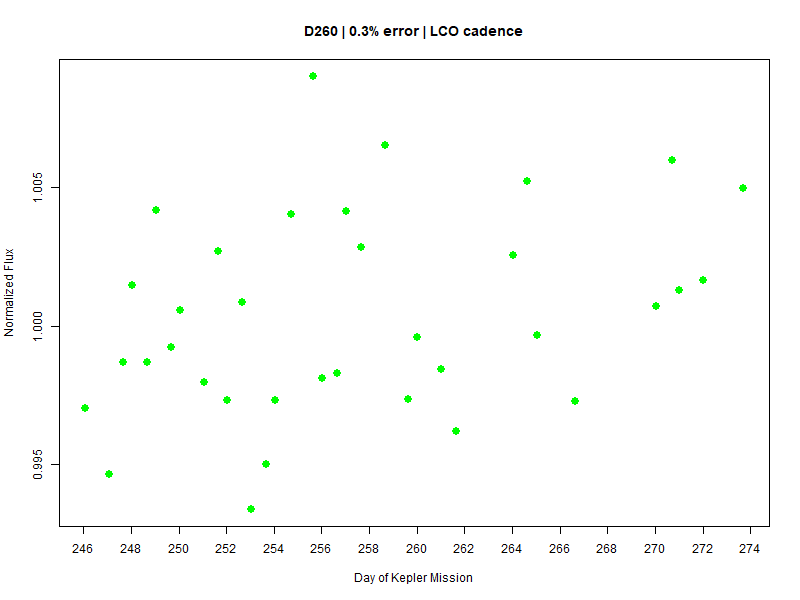 D260 | 0.3% error | LCO cadence
Normalized Flux
1.005
1.000
0.995
246 248 250 252 254 256 258 260 262 264 266 268 270 272 274
Day of Kepler Mission